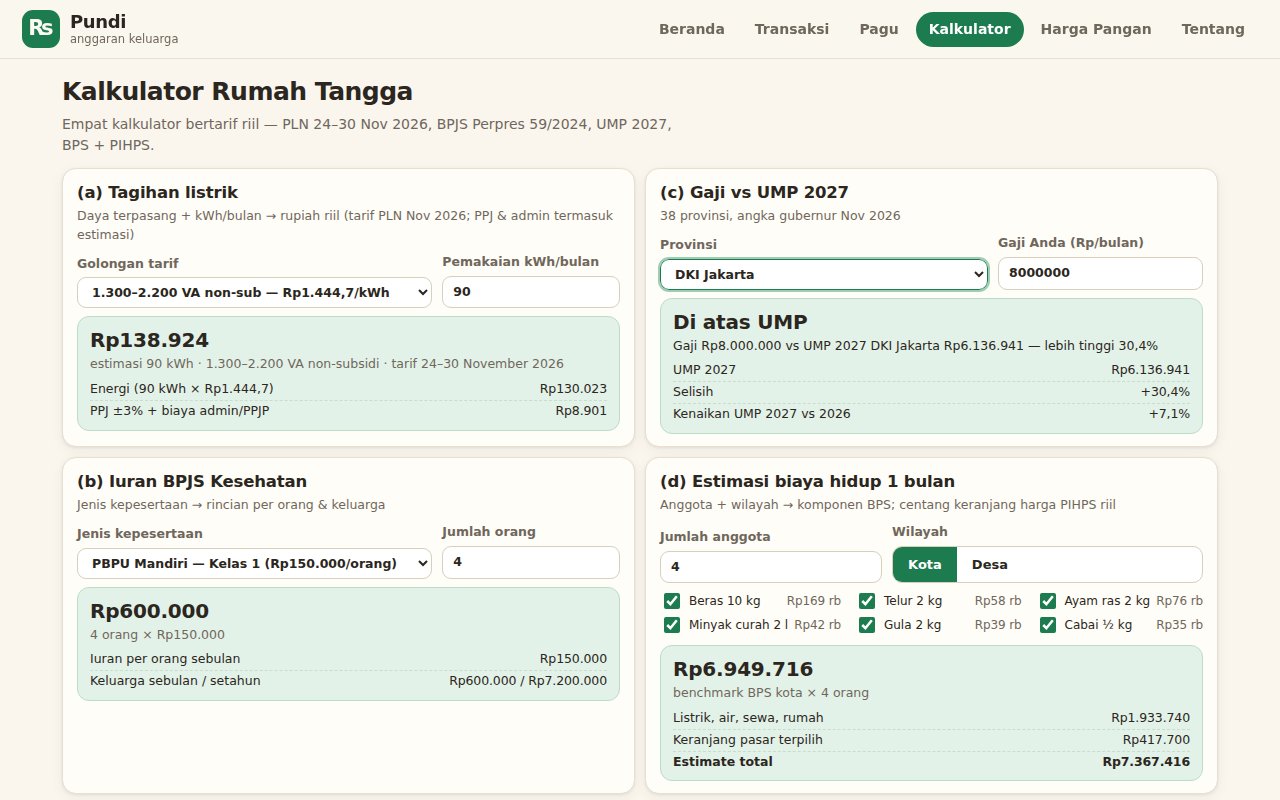 Rs
Pundi
anggaran keluarga
Beranda
Transaksi
Pagu
Kalkulator
Harga Pangan
Tentang
Kalkulator Rumah Tangga
Empat kalkulator bertarif riil — PLN 24–30 Nov 2026, BPJS Perpres 59/2024, UMP 2027,
BPS + PIHPS.
(a) Tagihan listrik
Daya terpasang + kWh/bulan → rupiah riil (tarif PLN Nov 2026; PPJ & admin termasuk
estimasi)
Golongan tarif
Pemakaian kWh/bulan
1.300–2.200 VA non-sub — Rp1.444,7/kWh
90
Rp138.924
estimasi 90 kWh · 1.300–2.200 VA non-subsidi · tarif 24–30 November 2026
Energi (90 kWh × Rp1.444,7) Rp130.023
PPJ ±3% + biaya admin/PPJP Rp8.901
(c) Gaji vs UMP 2027
38 provinsi, angka gubernur Nov 2026
Provinsi
Gaji Anda (Rp/bulan)
DKI Jakarta
8000000
Di atas UMP
Gaji Rp8.000.000 vs UMP 2027 DKI Jakarta Rp6.136.941 — lebih tinggi 30,4%
UMP 2027 Rp6.136.941
Selisih +30,4%
Kenaikan UMP 2027 vs 2026 +7,1%
(b) Iuran BPJS Kesehatan
Jenis kepesertaan → rincian per orang & keluarga
Jenis kepesertaan
Jumlah orang
PBPU Mandiri — Kelas 1 (Rp150.000/orang)
4
Rp600.000
4 orang × Rp150.000
Iuran per orang sebulan Rp150.000
Keluarga sebulan / setahun Rp600.000 / Rp7.200.000
(d) Estimasi biaya hidup 1 bulan
Anggota + wilayah → komponen BPS; centang keranjang harga PIHPS riil
Jumlah anggota
Wilayah
4
Kota
Desa
Beras 10 kg Rp169 rb
Telur 2 kg Rp58 rb
Ayam ras 2 kg Rp76 rb
Minyak curah 2 l Rp42 rb
Gula 2 kg Rp39 rb
Cabai ½ kg Rp35 rb
Rp6.949.716
benchmark BPS kota × 4 orang
Listrik, air, sewa, rumah Rp1.933.740
Keranjang pasar terpilih Rp417.700
Estimate total Rp7.367.416